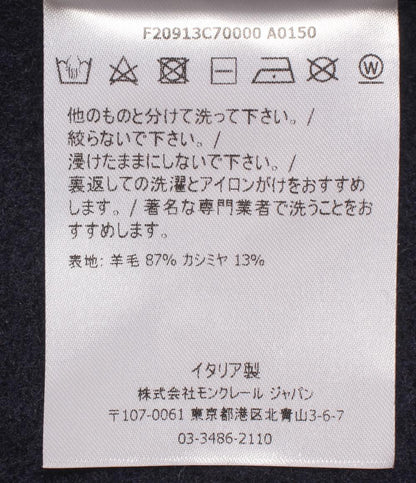 F20913C70000 A0150
W
他のものと分けて洗って下さい。/
絞らないで下さい。/
浸けたままにしないで下さい。/
裏返しての洗濯とアイロンがけをおすすめ
します。/ 著名な専門業者で洗うことをお
すすめします。
表地: 羊毛 87% カシミヤ 13%
イタリア製
株式会社モンクレール ジャパン
〒107-0061 東京都港区北青山3-6-7
03-3486-2110